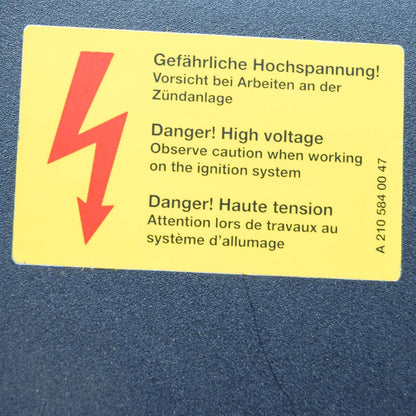 Gefährliche Hochspannung!
Vorsicht bei Arbeiten an der
Zündanlage
Danger! High voltage
Observe caution when working
on the ignition system
Danger! Haute tension
Attention lors de travaux au
système d'allumage
A 210 584 00 47